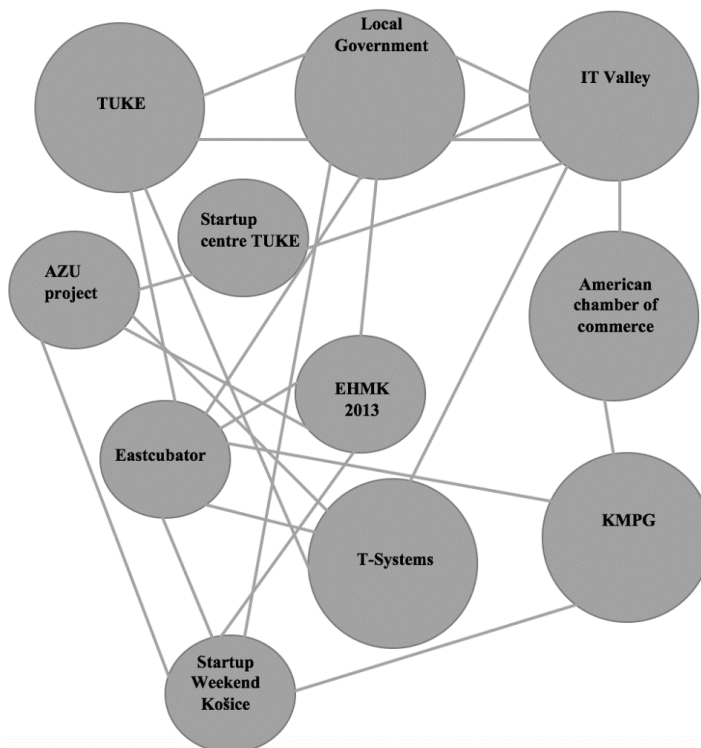 Local
Government
TUKE
IT Valley
Startup
centre TUKE
AZU
project
American
chamber of
commerce
EHMK
2013
Eastcubator
KMPG
T-Systems
Startup
Weekend
Košice